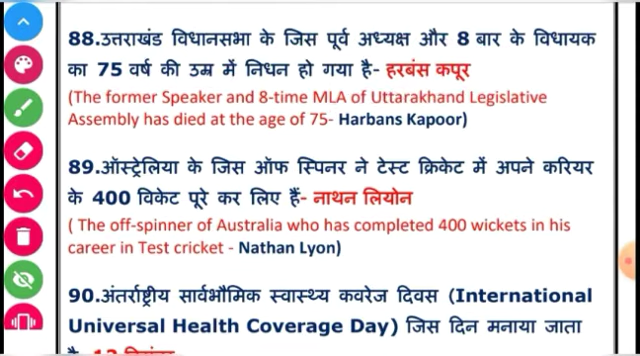 88.उत्तराखंड विधानसभा के जिस पूर्व अध्यक्ष और 8 बार के विधायक
का 75 वर्ष की उम्र में निधन हो गया है- हरबंस कपूर
(The former Speaker and 8-time MLA of Uttarakhand Legislative
Assembly has died at the age of 75- Harbans Kapoor)
89.ऑस्ट्रेलिया के जिस ऑफ स्पिनर ने टेस्ट क्रिकेट में अपने करियर
के 400 विकेट पूरे कर लिए हैं- नाथन लियोन
( The off-spinner of Australia who has completed 400 wickets in his
career in Test cricket - Nathan Lyon)
90.अंतर्राष्ट्रीय सार्वभौमिक स्वास्थ्य कवरेज दिवस (International
Universal Health Coverage Day) जिस दिन मनाया जाता